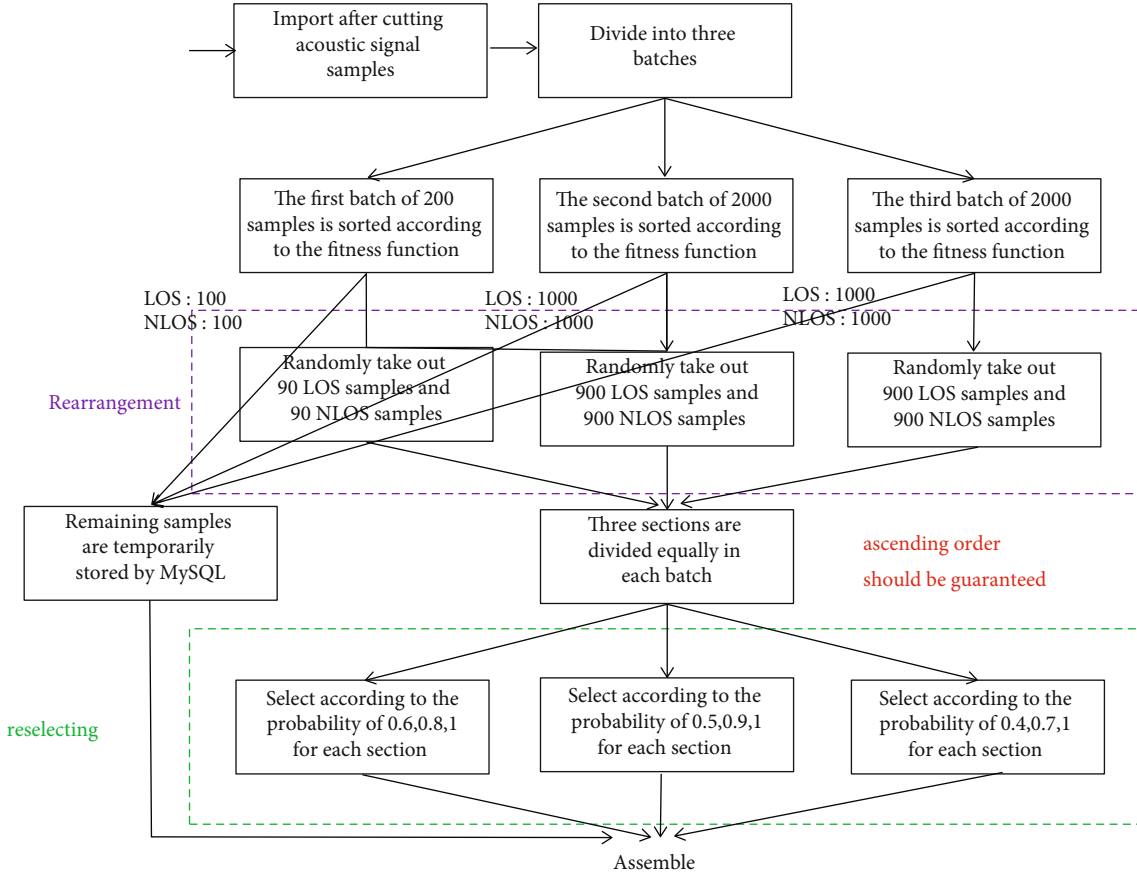 Import after cutting
acoustic signal
samples
Divide into three
batches
The first batch of 200
samples is sorted according
to the fitness function
The second batch of 2000
samples is sorted according
to the fitness function
The third batch of 2000
samples is sorted according
to the fitness function
LOS : 100
NLOS : 100
LOS : 1000
NLOS : 1000
LOS : 1000
NLOS : 1000
Rearrangement
Randomly take out
90 LOS samples and
90 NLOS samples
Randomly take out
900 LOS samples and
900 NLOS samples
Randomly take out
900 LOS samples and
900 NLOS samples
Remaining samples
are temporarily
stored by MySQL
Three sections are
divided equally in
each batch
ascending order
should be guaranteed
reselecting
Select according to the
probability of 0.6,0.8,1
for each section
Select according to the
probability of 0.5,0.9,1
for each section
Select according to the
probability of 0.4,0.7,1
for each section
Assemble